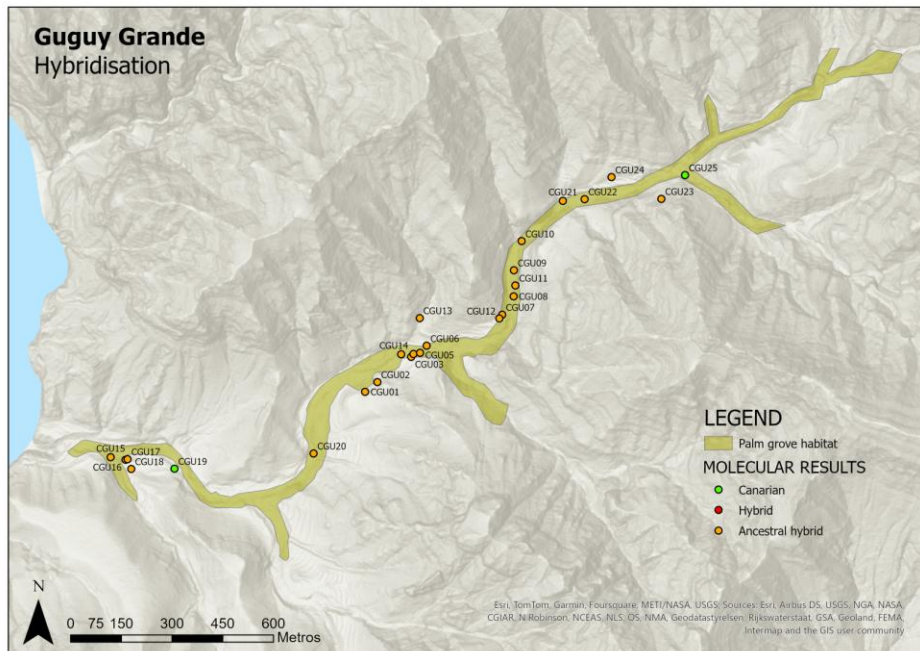 Guguy Grande
Hybridisation
CGU24
CGU25
CGU21
CGU22
CGU23
CGU10
CGU09
CGU11
CGU08
CGU12
CGU07
CGU13
CGU14
CGU06
CGU05
CGU03
CGU02
CGU01
CGU20
CGU15
CGU17
CGU16
CGU18
CGU19
LEGEND
Palm grove habitat
MOLECULAR RESULTS
Canarian
Hybrid
Ancestral hybrid
N
0 75 150 300 450 600
Metros
Esri, TomTom, Garmin, Foursquare, METI/NASA, USGS; Sources: Esri, Airbus DS, USGS, NGA, NASA,
CGIAR, N Robinson, NCEAS, NLS, OS, NMA, Geodatastyrelsen, Rijkswaterstaat, GSA, Geoland, FEMA,
Intermap and the GIS user community